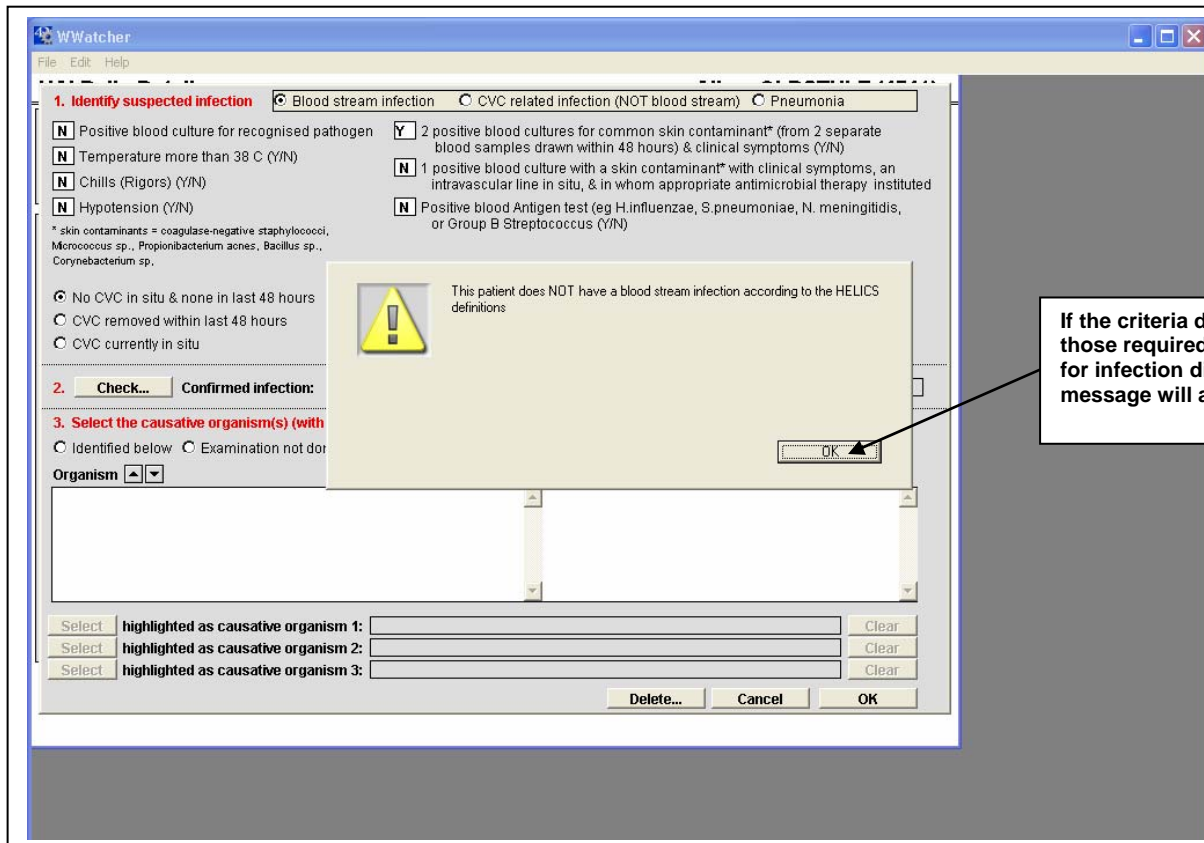 WWatcher
File Edit Help
1. Identify suspected infection Blood stream infection CVC related infection (NOT blood stream) Pneumonia
N Positive blood culture for recognised pathogen
N Temperature more than 38 C (Y/N)
N Chills (Rigors) (Y/N)
N Hypotension (Y/N)
* skin contaminants = coagulase-negative staphylococci,
Micrococcus sp., Propionibacterium acnes, Bacillus sp.,
Corynebacterium sp,
Y 2 positive blood cultures for common skin contaminant* (from 2 separate
blood samples drawn within 48 hours) & clinical symptoms (Y/N)
N 1 positive blood culture with a skin contaminant* with clinical symptoms, an
intravascular line in situ, & in whom appropriate antimicrobial therapy instituted
N Positive blood Antigen test (eg H.influenzae, S.pneumoniae, N. meningitidis,
or Group B Streptococcus (Y/N)
No CVC in situ & none in last 48 hours
CVC removed within last 48 hours
CVC currently in situ
This patient does NOT have a blood stream infection according to the HELICS
definitions
OK
If the criteria
those required
for infection
message will
2. Check... Confirmed infection:
3. Select the causative organism(s) (with
Identified below Examination not
Organism
Select highlighted as causative organism 1: Clear
Select highlighted as causative organism 2: Clear
Select highlighted as causative organism 3: Clear
Delete... Cancel OK